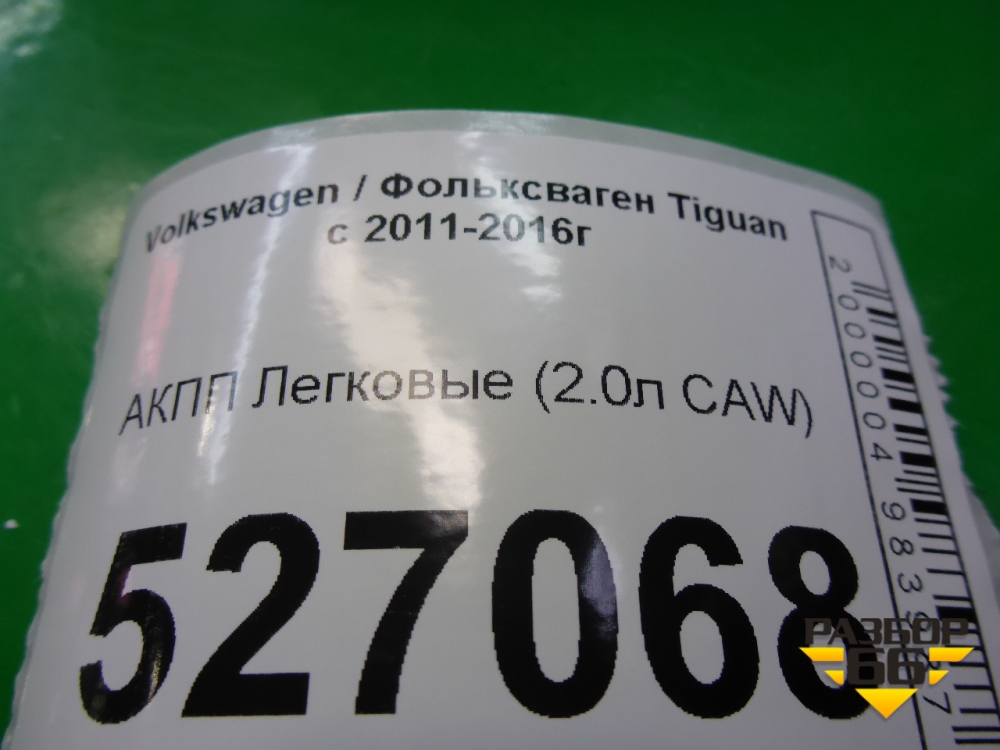 Volkswagen / Фольксваген Tiguan
с 2011-2016г
АКПП Легковые (2.0л CAW)
527068
РАЗБОР
66